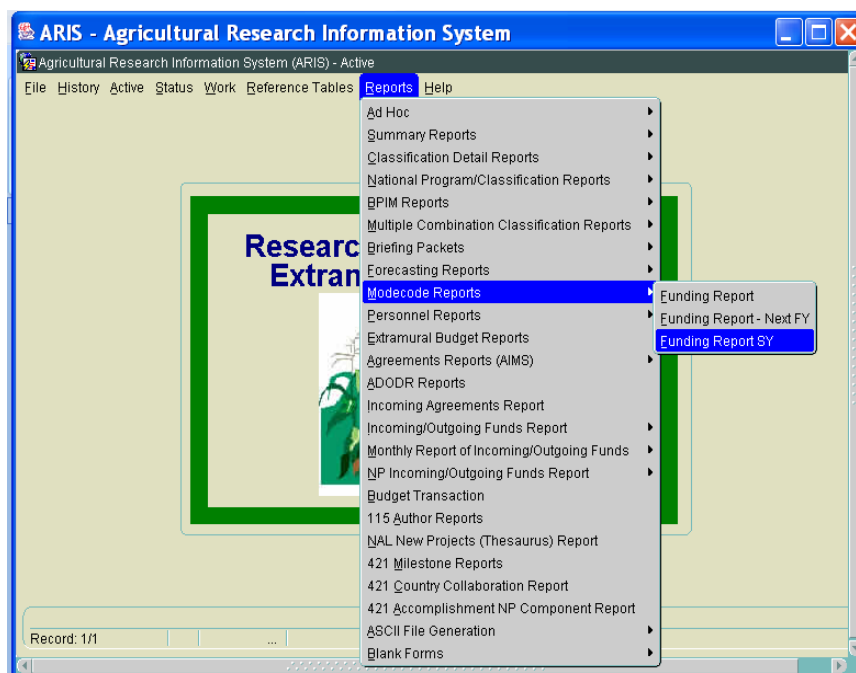 ARIS - Agricultural Research Information System
Agricultural Research Information System (ARIS) - Active
File History Active Status Work Reference Tables Reports Help
Ad Hoc
Summary Reports
Classification Detail Reports
National Program/Classification Reports
BPIM Reports
Multiple Combination Classification Reports
Researc
Briefing Packets
Extran
Forecasting Reports
Modecode Reports
Funding Report
Personnel Reports
Funding Report - Next FY
Extramural Budget Reports
Funding Report SY
Agreements Reports (AIMS)
ADODR Reports
Incoming Agreements Report
Incoming/Outgoing Funds Report
Monthly Report of Incoming/Outgoing Funds
NP Incoming/Outgoing Funds Report
Budget Transaction
115 Author Reports
NAL New Projects (Thesaurus) Report
421 Milestone Reports
421 Country Collaboration Report
421 Accomplishment NP Component Report
ASCII File Generation
Record: 1/1 ...
Blank Forms